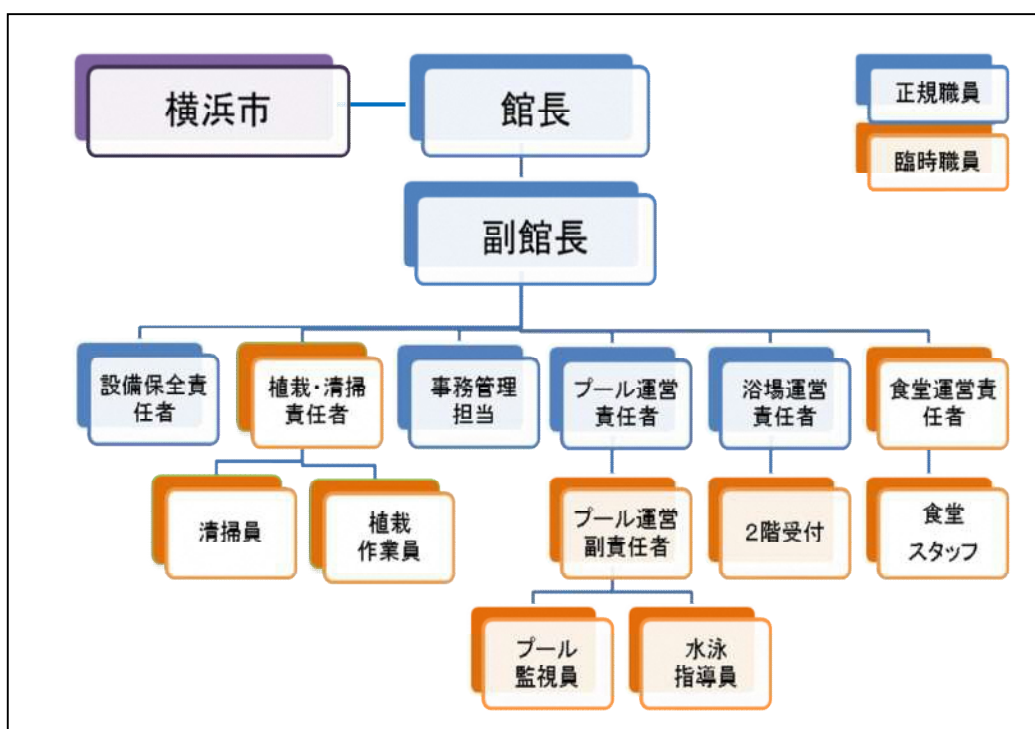 横浜市
館長
正規職員
臨時職員
副館長
設備保全責
任者
植栽・清掃
責任者
事務管理
担当
プール運営
責任者
浴場運営
責任者
食堂運営責
任者
清掃員
植栽
作業員
プール運営
副責任者
2階受付
食堂
スタッフ
プール
監視員
水泳
指導員